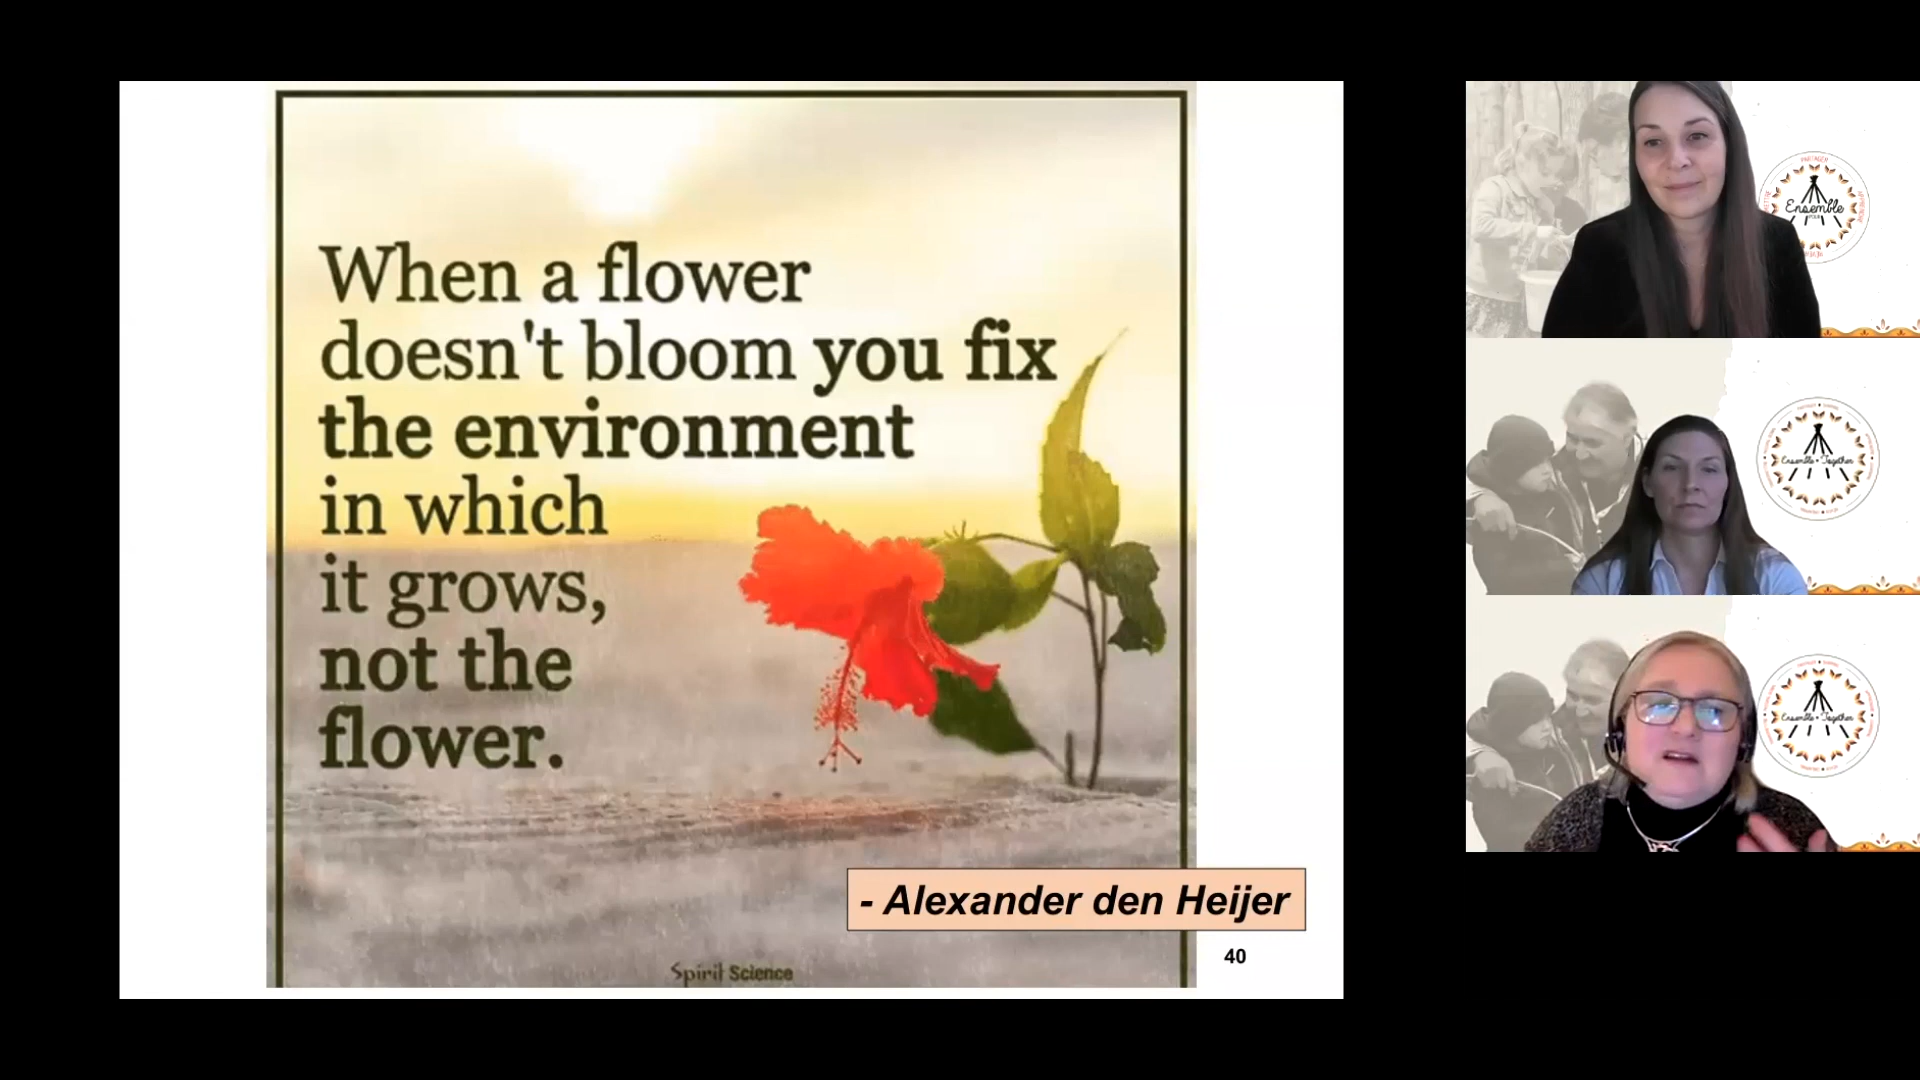 When a flower
doesn't bloom you fix
the environment
in which
it grows,
not the
flower.
- Alexander den Heijer
40
Spirit Science
PARTAGER
Ensemble
Ensemble • Together
Ensemble • Together